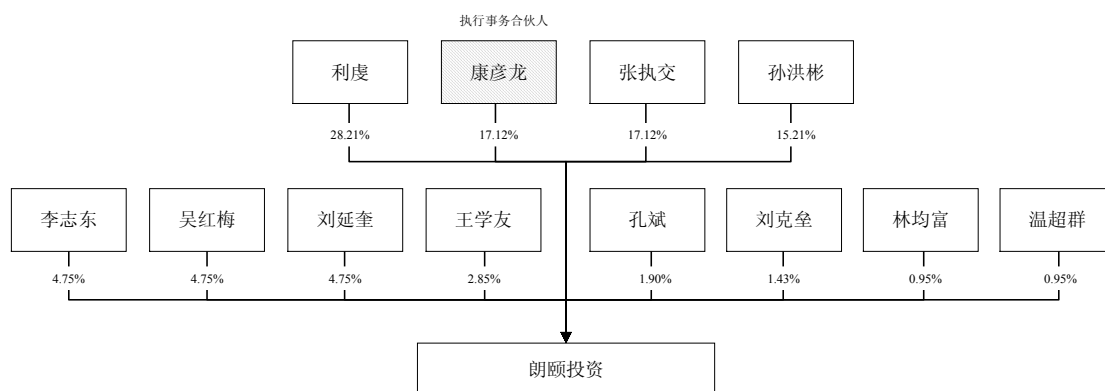 执行事务合伙人
利虔 康彦龙 张执交 孙洪彬
28.21% 17.12% 17.12% 15.21%
李志东 吴红梅 刘延奎 王学友 孔斌 刘克垒 林均富 温超群
4.75% 4.75% 4.75% 2.85% 1.90% 1.43% 0.95% 0.95%
朗颐投资